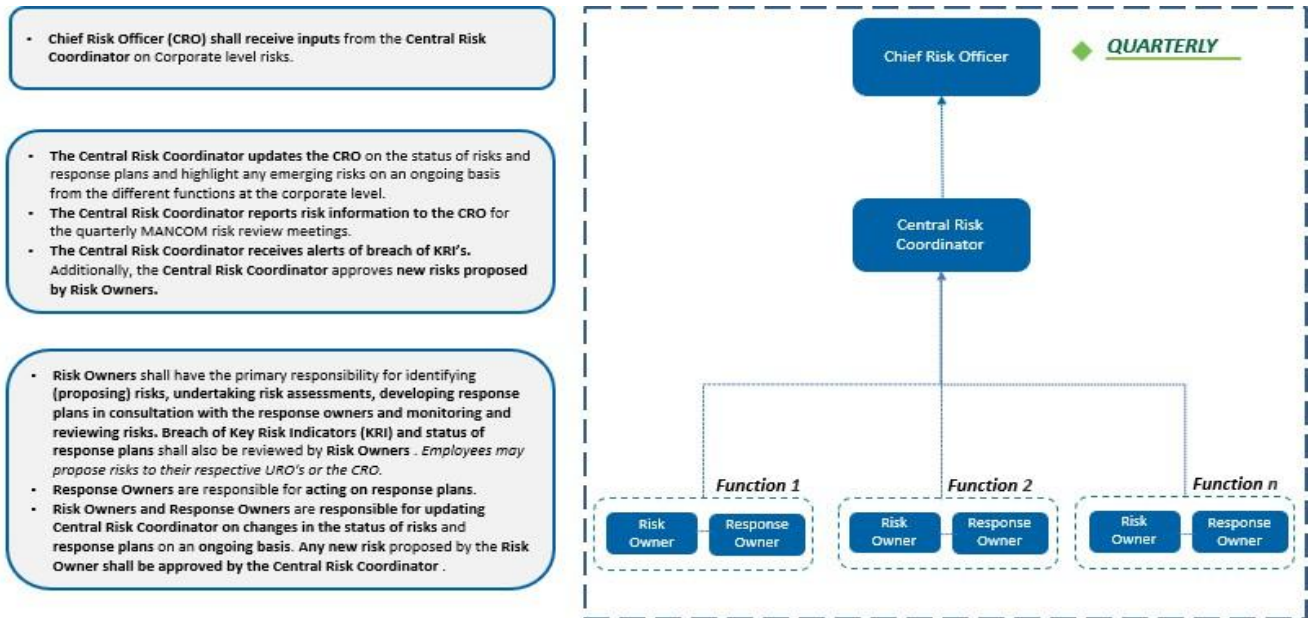 • Chief Risk Officer (CRO) shall receive inputs from the Central Risk
Coordinator on Corporate level risks.
• The Central Risk Coordinator updates the CRO on the status of risks and
response plans and highlight any emerging risks on an ongoing basis
from the different functions at the corporate level.
• The Central Risk Coordinator reports risk information to the CRO for
the quarterly MANCOM risk review meetings.
• The Central Risk Coordinator receives alerts of breach of KRI's.
Additionally, the Central Risk Coordinator approves new risks proposed
by Risk Owners.
• Risk Owners shall have the primary responsibility for identifying
(proposing) risks, undertaking risk assessments, developing response
plans in consultation with the response owners and monitoring and
reviewing risks. Breach of Key Risk Indicators (KRI) and status of
response plans shall also be reviewed by Risk Owners . Employees may
propose risks to their respective URO's or the CRO.
• Response Owners are responsible for acting on response plans.
• Risk Owners and Response Owners are responsible for updating
Central Risk Coordinator on changes in the status of risks and
response plans on an ongoing basis. Any new risk proposed by the Risk
Owner shall be approved by the Central Risk Coordinator .
Chief Risk Officer
QUARTERLY
Central Risk
Coordinator
Function 1
Risk
Owner
Response
Owner
Function 2
Risk
Owner
Response
Owner
Function n
Risk
Owner
Response
Owner